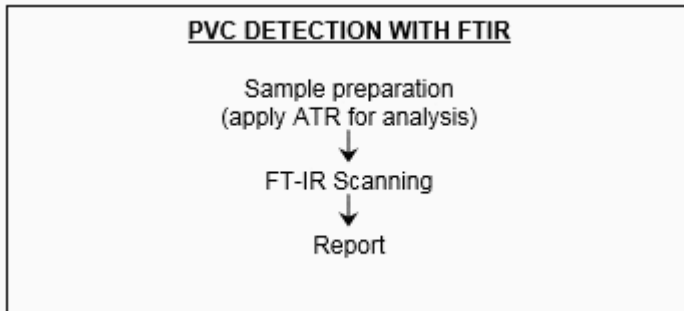 PVC DETECTION WITH FTIR
Sample preparation
(apply ATR for analysis)
FT-IR Scanning
Report